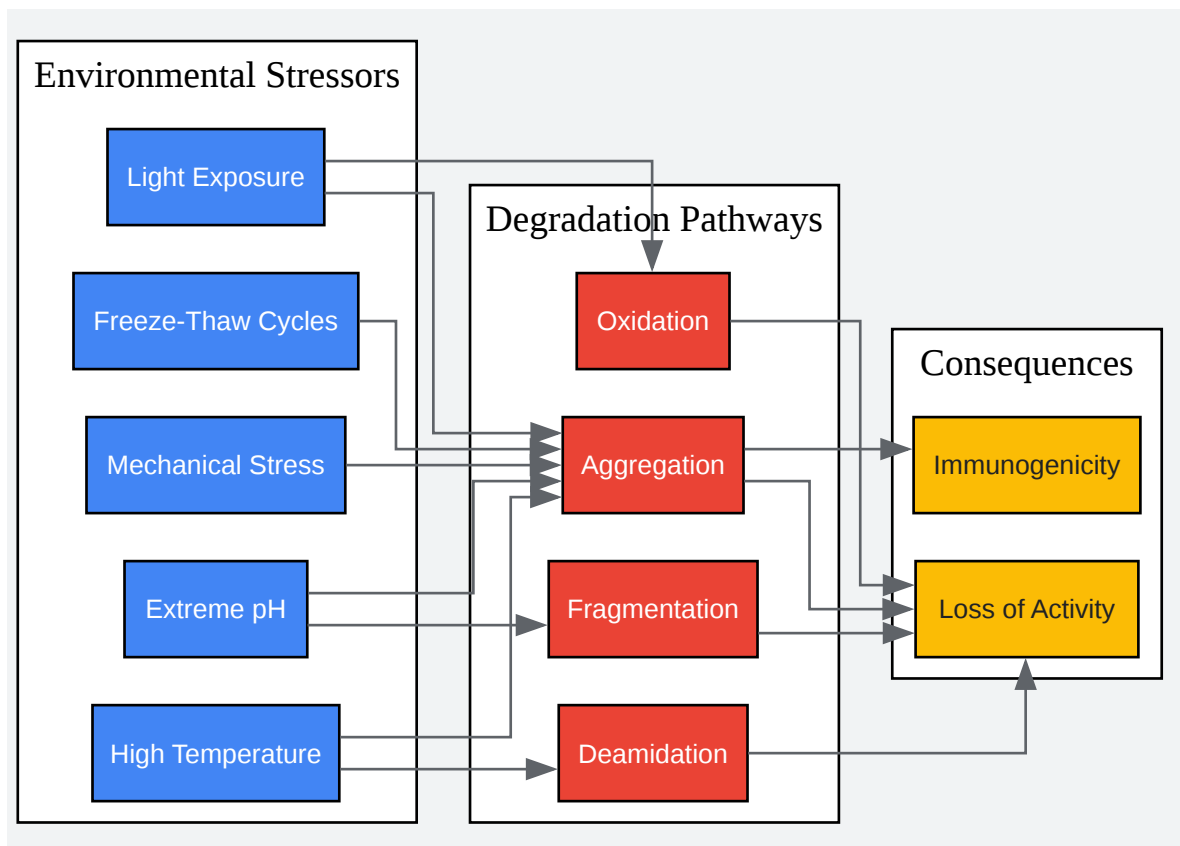 Environmental Stressors
Light Exposure
Freeze-Thaw Cycles
Mechanical Stress
Extreme pH
High Temperature
Degradation Pathways
Oxidation
Aggregation
Fragmentation
Deamidation
Consequences
Immunogenicity
Loss of Activity